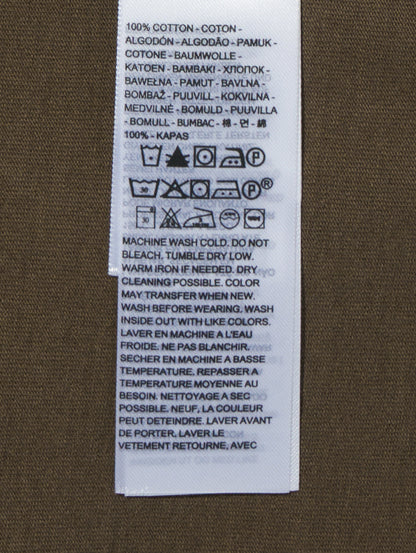 100% COTTON - COTON -
ALGODÓN - ALGODÃO - PAMUK -
COTONE - BAUMWOLLE -
KATOEN - BAMBAKI - ХЛОПОК -
BAWEŁNA - PAMUT - BAVLNA -
BOMBAŽ - PUUVILL - KOKVILNA -
MEDVILNĖ - BOMULD - PUUVILLA
- BOMULL - BUMBAC - 棉 - 면 - 綿
100% - KAPAS
P
30 P®
30
MACHINE WASH COLD. DO NOT
BLEACH. TUMBLE DRY LOW.
WARM IRON IF NEEDED. DRY
CLEANING POSSIBLE. COLOR
MAY TRANSFER WHEN NEW.
WASH BEFORE WEARING. WASH
INSIDE OUT WITH LIKE COLORS.
LAVER EN MACHINE A L'EAU
FROIDE. NE PAS BLANCHIR.
SECHER EN MACHINE A BASSE
TEMPERATURE. REPASSER A
TEMPERATURE MOYENNE AU
BESOIN. NETTOYAGE A SEC
POSSIBLE. NEUF, LA COULEUR
PEUT DETEINDRE. LAVER AVANT
DE PORTER. LAVER LE
VETEMENT RETOURNE, AVEC